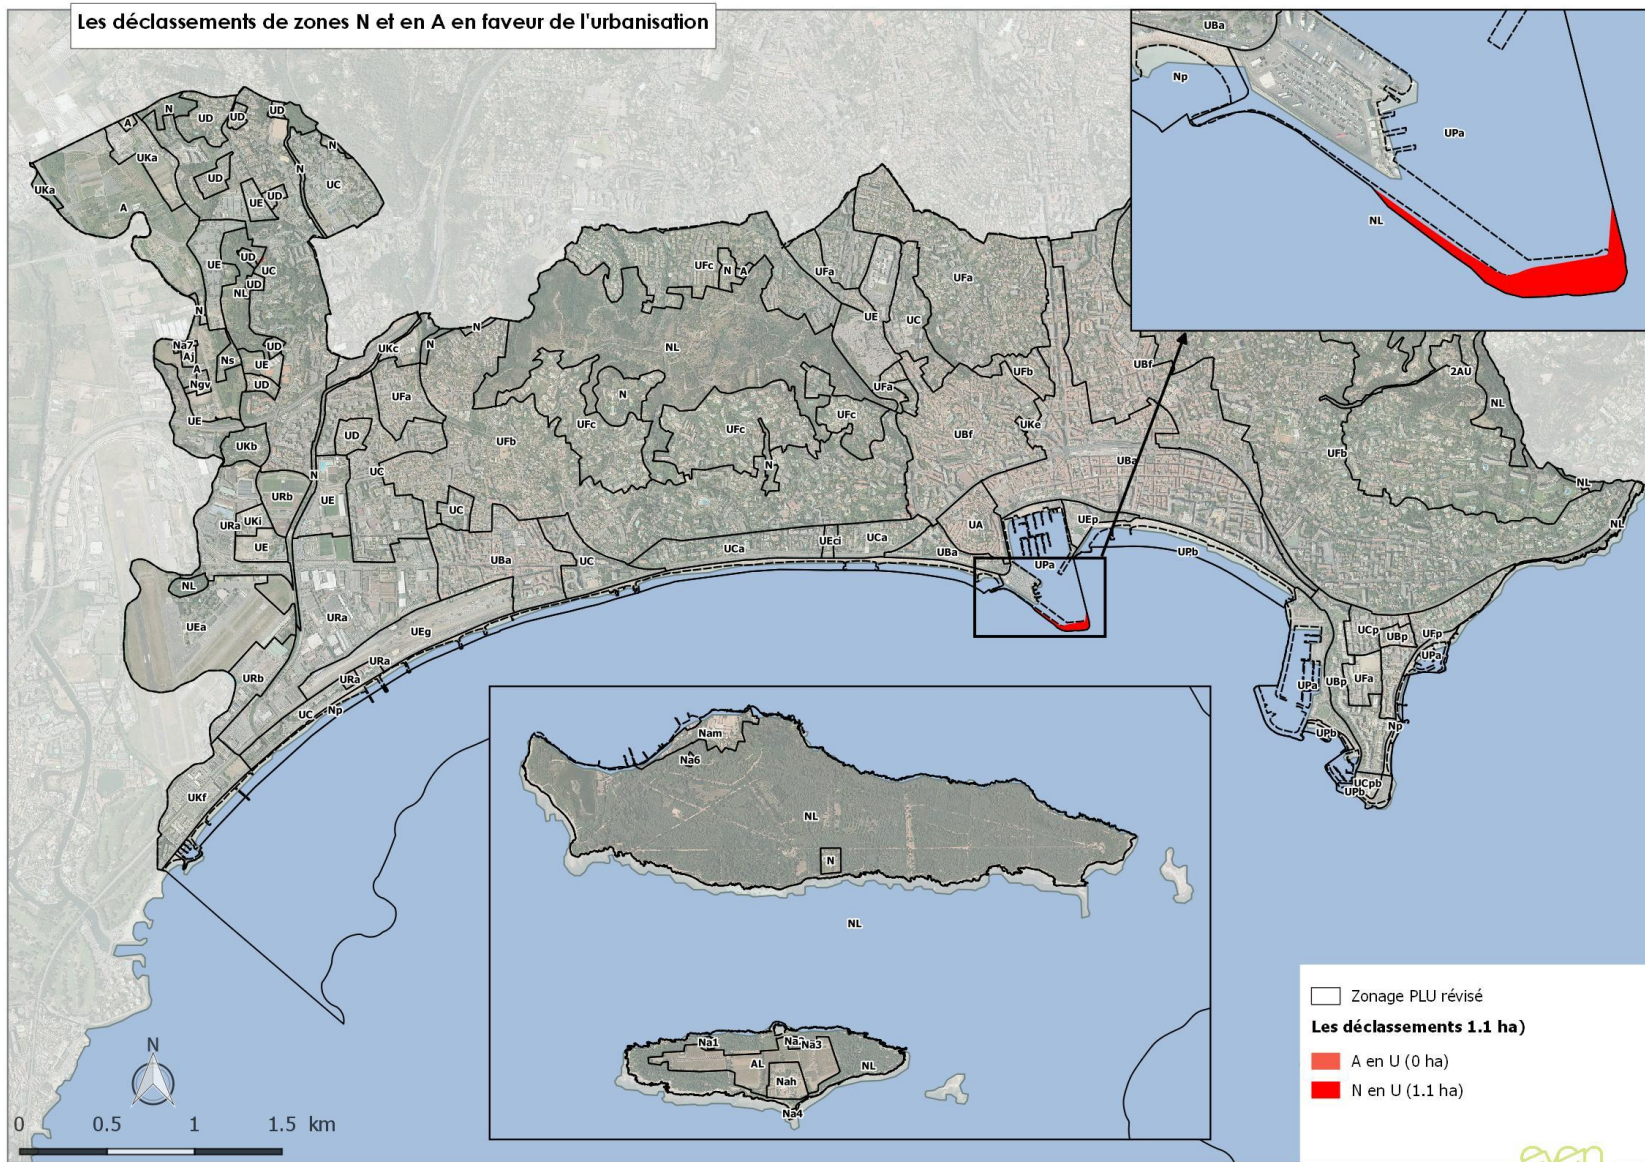 Les déclassements de zones N et en A en faveur de l'urbanisation
UBa
Np
UPa
NL
N
UD
UD
UD
A
UKa
N
N
UC
UKa
UD
UD
UE
A
UD
UE
UC
UD
NL
N
UFc
N
A
UFa
UFa
UE
UC
N
N
UKc
NL
Na7
Aj
A
Ns
UD
UE
Ngv
UD
UFa
UFa
UFb
UBf
2AU
NL
N
UFc
UFc
UFc
UE
UD
UFb
UBf
UKe
UKb
UC
N
N
UBa
UFb
URb
UE
NL
URa
UKi
UC
UA
UEp
UE
UCa
UEci
UCa
NL
UBa
UC
UBa
UPa
UPb
NL
UEa
URa
UEg
UCp
UBp
UFp
URa
UPa
URb
URa
UPa
UBp
UFa
UC
Np
UPb
Np
UKf
UCpb
UPb
Nam
Na6
NL
N
NL
Na1
Na3
AL
NL
Nah
Na4
Zonage PLU révisé
Les déclassements 1.1 ha)
A en U (0 ha)
N en U (1.1 ha)
N
0 0.5 1 1.5 km
even